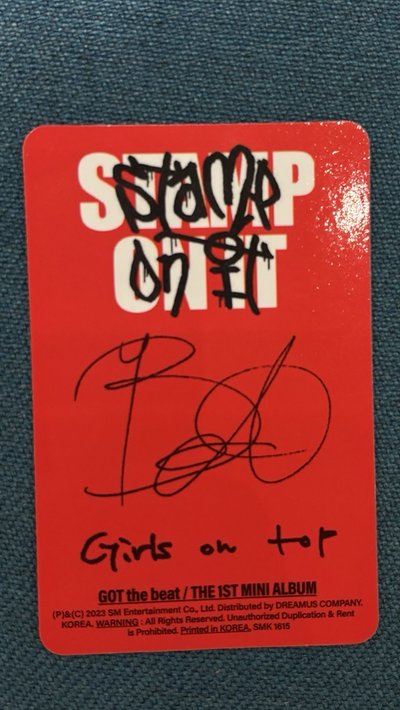 STAMP
ON IT
Stamp
on it
Girls on top
GOT the beat / THE 1ST MINI ALBUM
(P)&(C) 2023 SM Entertainment Co., Ltd. Distributed by DREAMUS COMPANY.
KOREA. WARNING : All Rights Reserved. Unauthorized Duplication & Rent
is Prohibited. Printed in KOREA. SMK 1615